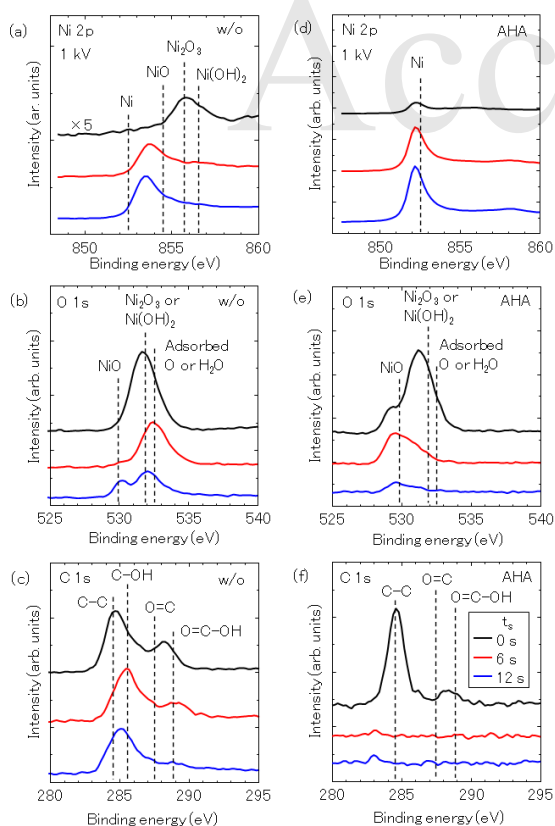 (a)
Ni 2p
w/o
1 kV
Ni₂O₃
NiO
Ni(OH)₂
Ni
×5
Intensity (ar. units)
850
855
860
Binding energy (eV)
(d)
Ni 2p
AHA
1 kV
Ni
Intensity (arb. units)
850
855
860
Binding energy (eV)
Acc
(b)
O 1s
Ni₂O₃ or
w/o
Ni(OH)₂
Adsorbed
NiO
O or H₂O
Intensity (arb. units)
525
530
535
540
Binding energy (eV)
(e)
O 1s
Ni₂O₃ or
AHA
Ni(OH)₂
Adsorbed
NiO
O or H₂O
Intensity (arb. units)
525
530
535
540
Binding energy (eV)
(c)
C 1s
C−OH
w/o
C−C
O=C
O=C−OH
Intensity (arb. units)
280
285
290
295
Binding energy (eV)
(f)
C 1s
AHA
C−C
O=C
O=C−OH
tₛ
0 s
6 s
12 s
Intensity (arb. units)
280
285
290
295
Binding energy (eV)